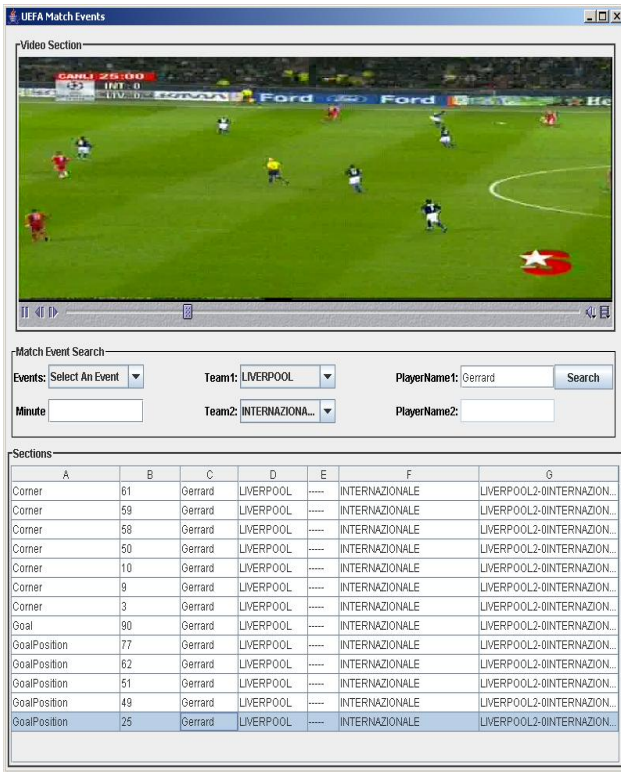 UEFA Match Events
Video Section
CANLI 25:00
INT : 0
LIV : 0
Ford Ford Ford
Match Event Search
Events: Select An Event Team1: LIVERPOOL PlayerName1: Gerrard Search
Minute Team2: INTERNAZIONA... PlayerName2:
Sections
A B C D E F G
Corner 61 Gerrard LIVERPOOL ----- INTERNAZIONALE LIVERPOOL2-0INTERNAZION...
Corner 59 Gerrard LIVERPOOL ----- INTERNAZIONALE LIVERPOOL2-0INTERNAZION...
Corner 58 Gerrard LIVERPOOL ----- INTERNAZIONALE LIVERPOOL2-0INTERNAZION...
Corner 50 Gerrard LIVERPOOL ----- INTERNAZIONALE LIVERPOOL2-0INTERNAZION...
Corner 10 Gerrard LIVERPOOL ----- INTERNAZIONALE LIVERPOOL2-0INTERNAZION...
Corner 9 Gerrard LIVERPOOL ----- INTERNAZIONALE LIVERPOOL2-0INTERNAZION...
Corner 3 Gerrard LIVERPOOL ----- INTERNAZIONALE LIVERPOOL2-0INTERNAZION...
Goal 90 Gerrard LIVERPOOL ----- INTERNAZIONALE LIVERPOOL2-0INTERNAZION...
GoalPosition 77 Gerrard LIVERPOOL ----- INTERNAZIONALE LIVERPOOL2-0INTERNAZION...
GoalPosition 62 Gerrard LIVERPOOL ----- INTERNAZIONALE LIVERPOOL2-0INTERNAZION...
GoalPosition 51 Gerrard LIVERPOOL ----- INTERNAZIONALE LIVERPOOL2-0INTERNAZION...
GoalPosition 49 Gerrard LIVERPOOL ----- INTERNAZIONALE LIVERPOOL2-0INTERNAZION...
GoalPosition 25 Gerrard LIVERPOOL ----- INTERNAZIONALE LIVERPOOL2-0INTERNAZION...